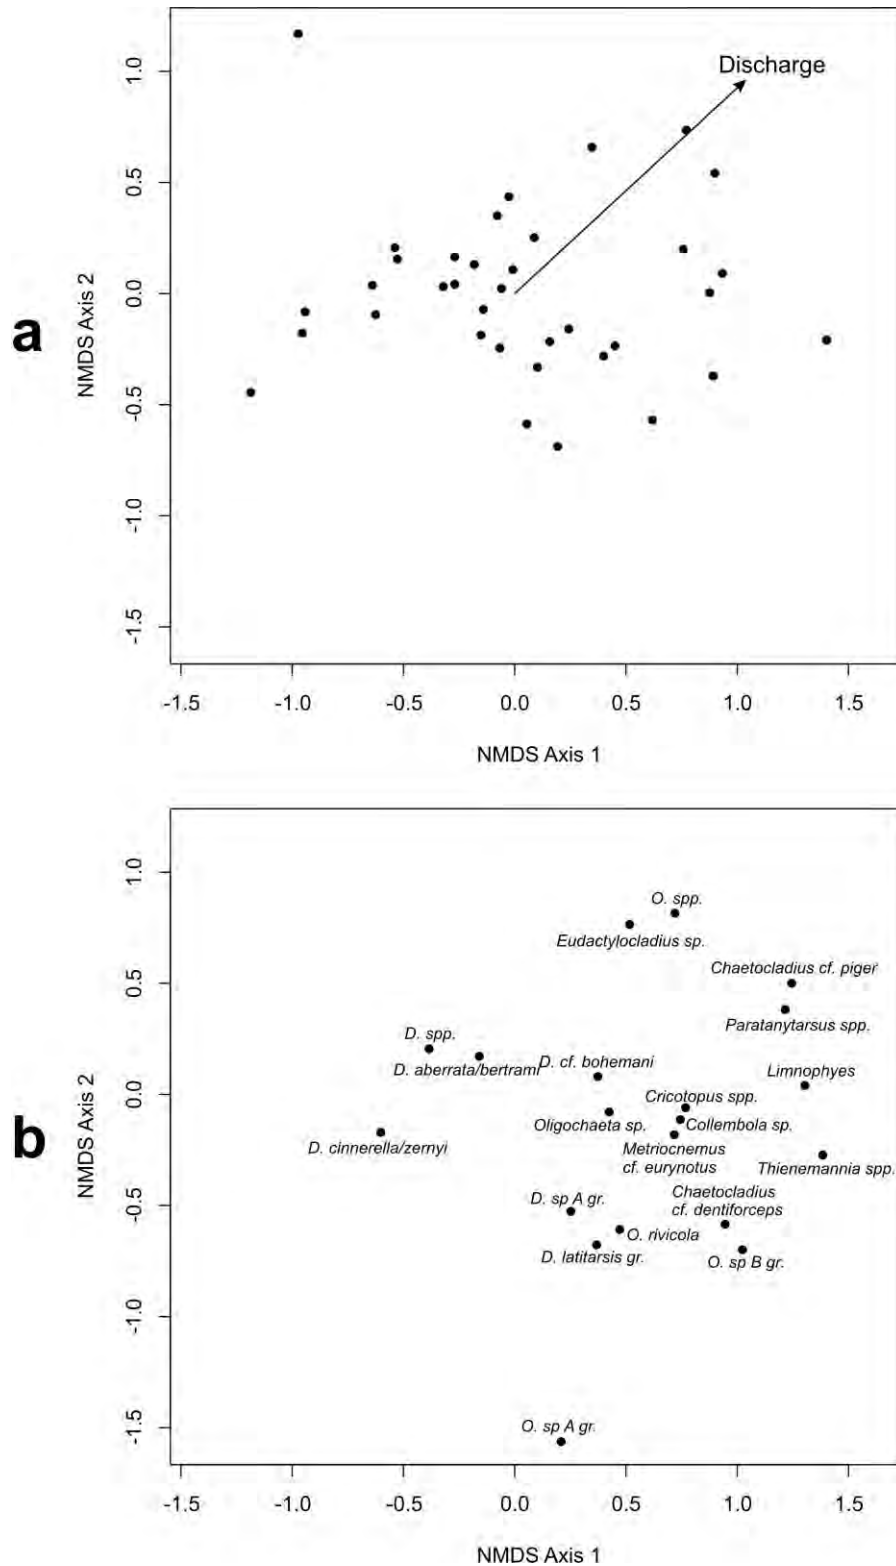 Discharge
1.0
0.5
0.0
-0.5
-1.0
-1.5
NMDS Axis 2
a
-1.5 -1.0 -0.5 0.0 0.5 1.0 1.5
NMDS Axis 1
1.0
0.5
0.0
-0.5
-1.0
-1.5
NMDS Axis 2
b
O. spp.
Eudactylocladius sp.
Chaetocladius cf. piger
Paratanytarsus spp.
D. spp.
D. aberrata/bertrami
D. cf. bohemani
Limnophyes
Cricotopus spp.
Oligochaeta sp.
Collembola sp.
D. cinnerella/zernyi
Metriocnemus
cf. eurynotus
Thienemannia spp.
D. sp A gr.
Chaetocladius
cf. dentiforceps
O. rivicola
D. latitarsis gr.
O. sp B gr.
O. sp A gr.
-1.5 -1.0 -0.5 0.0 0.5 1.0 1.5
NMDS Axis 1